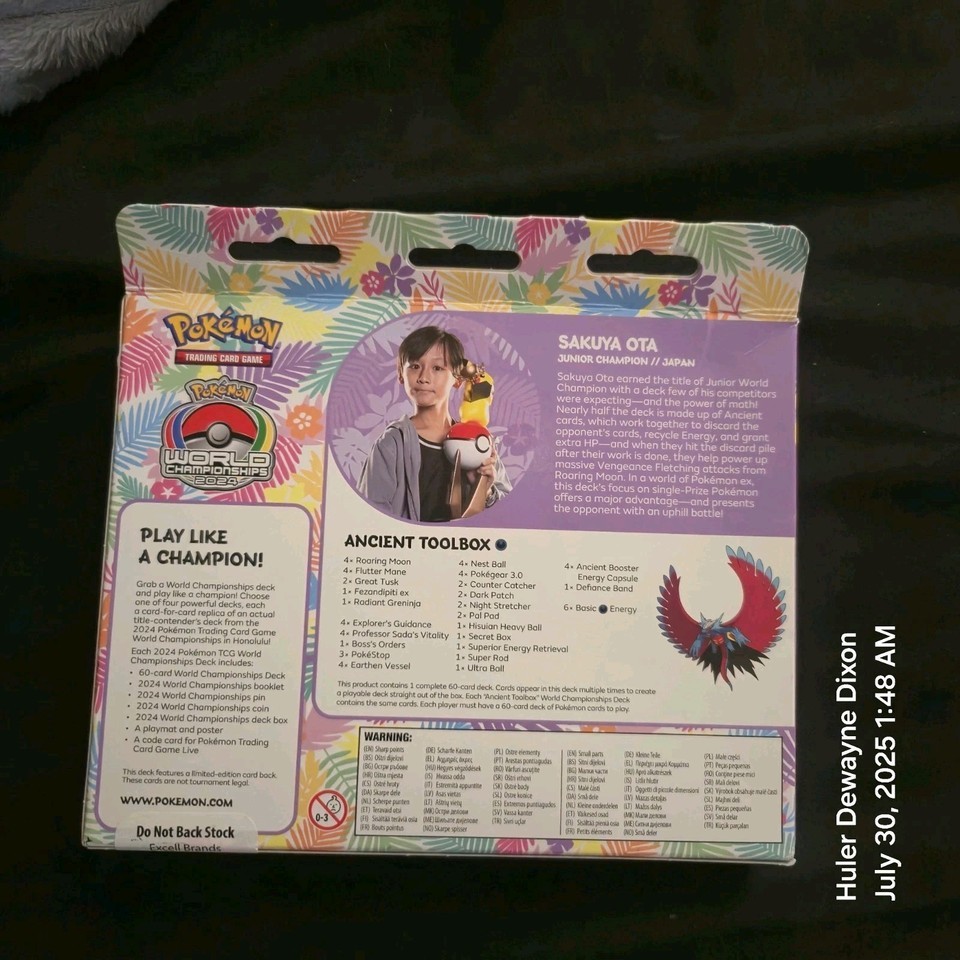 POKéMON
TRADING CARD GAME
POKéMON
WORLD
CHAMPIONSHIPS
2024
PLAY LIKE
A CHAMPION!
Grab a World Championships deck
and play like a champion! Choose
one of four powerful decks, each
a card-for-card replica of an actual
title-contender's deck from the
2024 Pokémon Trading Card Game
World Championships in Honolulu!
Each 2024 Pokémon TCG World
Championships Deck includes:
• 60-card World Championships Deck
• 2024 World Championships booklet
• 2024 World Championships pin
• 2024 World Championships coin
• 2024 World Championships deck box
• A playmat and poster
• A code card for Pokémon Trading
Card Game Live
This deck features a limited-edition card back.
These cards are not tournament legal.
WWW.POKEMON.COM
Do Not Back Stock
Excell Brands
SAKUYA OTA
JUNIOR CHAMPION // JAPAN
Sakuya Ota earned the title of Junior World
Champion with a deck few of his competitors
were expecting—and the power of math!
Nearly half the deck is made up of Ancient
cards, which work together to discard the
opponent's cards, recycle Energy, and grant
extra HP—and when they hit the discard pile
after their work is done, they help power up
massive Vengeance Fletching attacks from
Roaring Moon. In a world of Pokémon ex,
this deck's focus on single-Prize Pokémon
offers a major advantage—and presents
the opponent with an uphill battle!
ANCIENT TOOLBOX
4× Roaring Moon
4× Flutter Mane
2× Great Tusk
1× Fezandipiti ex
1× Radiant Greninja
4× Explorer's Guidance
4× Professor Sada's Vitality
1× Boss's Orders
3× PokéStop
4× Earthen Vessel
4× Nest Ball
4× Pokégear 3.0
2× Counter Catcher
2× Dark Patch
2× Night Stretcher
2× Pal Pad
1× Hisuian Heavy Ball
1× Secret Box
1× Superior Energy Retrieval
1× Super Rod
1× Ultra Ball
4× Ancient Booster
Energy Capsule
1× Defiance Band
6× Basic Energy
This product contains 1 complete 60-card deck. Cards appear in this deck multiple times to create
a playable deck straight out of the box. Each "Ancient Toolbox" World Championships Deck
contains the same cards. Each player must have a 60-card deck of Pokémon cards to play.
0-3
WARNING:
(EN) Sharp points
(DE) Scharfe Kanten
(PL) Ostre elementy
(EN) Small parts
(DE) Kleine Teile
(PL) Małe części
(PT) Peças pequenas
(ES) Piezas pequeñas
(FR) Petits éléments
Huler Dewayne Dixon
July 30, 2025 1:48 AM